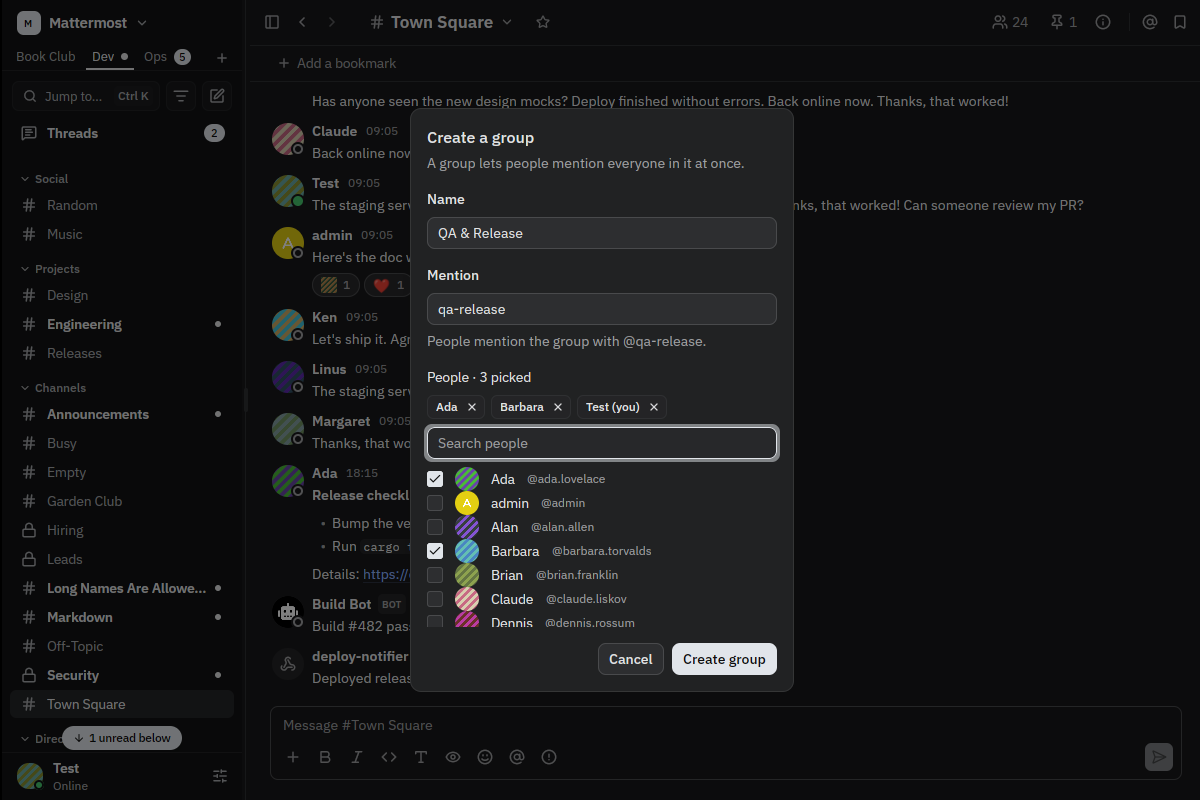 M Mattermost
Book Club Dev Ops 5
Jump to... Ctrl K
Threads 2
Social
Random
Music
Projects
Design
Engineering
Releases
Channels
Announcements
Busy
Empty
Garden Club
Hiring
Leads
Long Names Are Allowe...
Markdown
Off-Topic
Security
Town Square
1 unread below
Test
Online
Town Square 24 1
Add a bookmark
Has anyone seen the new design mocks? Deploy finished without errors. Back online now. Thanks, that worked!
Claude 09:05
Back online now
Test 09:05
The staging
that worked! Can someone review my PR?
A admin 09:05
Here's the doc
1 ❤️ 1
Ken 09:05
Let's ship it.
Linus 09:05
The staging
Margaret 09:05
Thanks, that
Ada 18:15
Release
Bump the
Run cargo
Details: https://
Build Bot BOT
Build #482
deploy-notifier
Deployed
Message #Town Square
Create a group
A group lets people mention everyone in it at once.
Name
QA & Release
Mention
qa-release
People mention the group with @qa-release.
People · 3 picked
Ada Barbara Test (you)
Search people
Ada @ada.lovelace
A admin @admin
Alan @alan.allen
Barbara @barbara.torvalds
Brian @brian.franklin
Claude @claude.liskov
Dennis @dennis.rossum
Cancel Create group